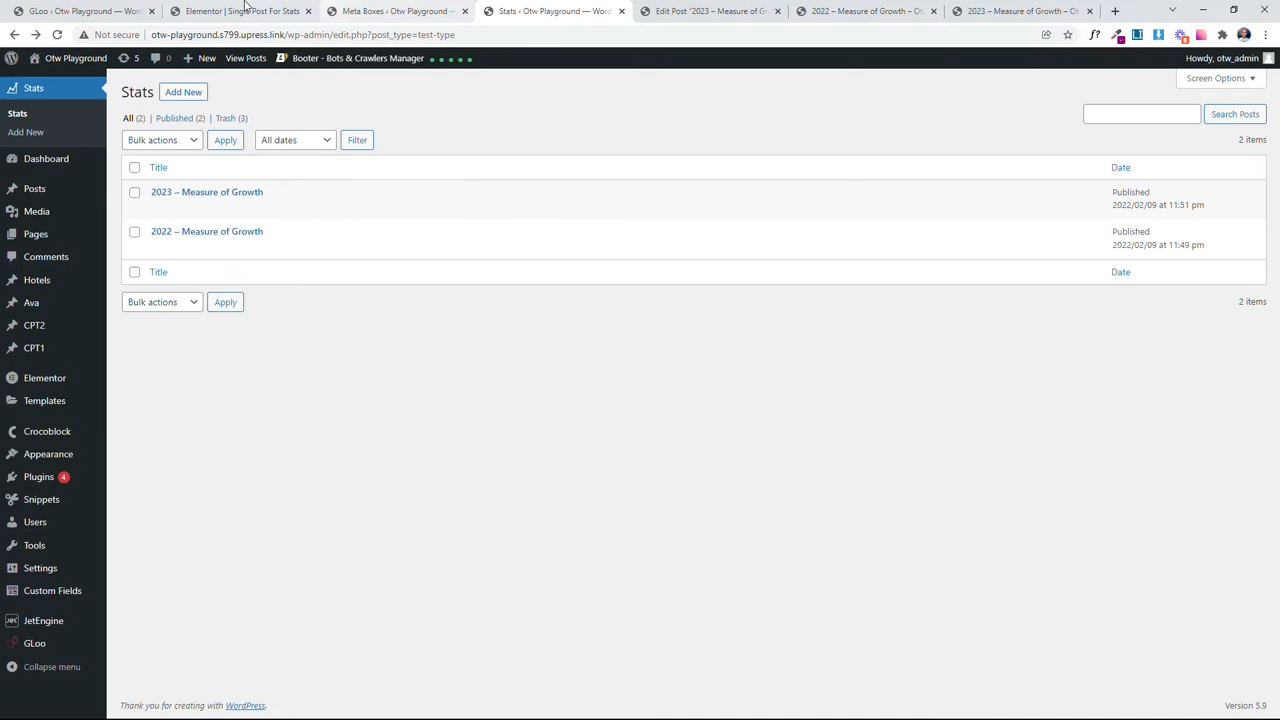 GLoo ‹ Otw Playground — Word
Elementor | Single Post For Stats
Meta Boxes ‹ Otw Playground —
Stats ‹ Otw Playground — Word
Edit Post "2023 – Measure of Gr
2022 – Measure of Growth – Ot
2023 – Measure of Growth – Ot
Not secure
otw-playground.s799.upress.link/wp-admin/edit.php?post_type=test-type
Otw Playground
5
0
New
View Posts
Booter - Bots & Crawlers Manager
Howdy, otw_admin
Stats
Stats
Add New
Dashboard
Posts
Media
Pages
Comments
Hotels
Ava
CPT2
CPT1
Elementor
Templates
Crocoblock
Appearance
Plugins 4
Snippets
Users
Tools
Settings
Custom Fields
JetEngine
GLoo
Collapse menu
Stats Add New
Screen Options
All (2) | Published (2) | Trash (3)
Search Posts
Bulk actions Apply All dates Filter
2 items
Title Date
2023 – Measure of Growth
Published
2022/02/09 at 11:51 pm
2022 – Measure of Growth
Published
2022/02/09 at 11:49 pm
Title Date
Bulk actions Apply
2 items
Thank you for creating with WordPress.
Version 5.9